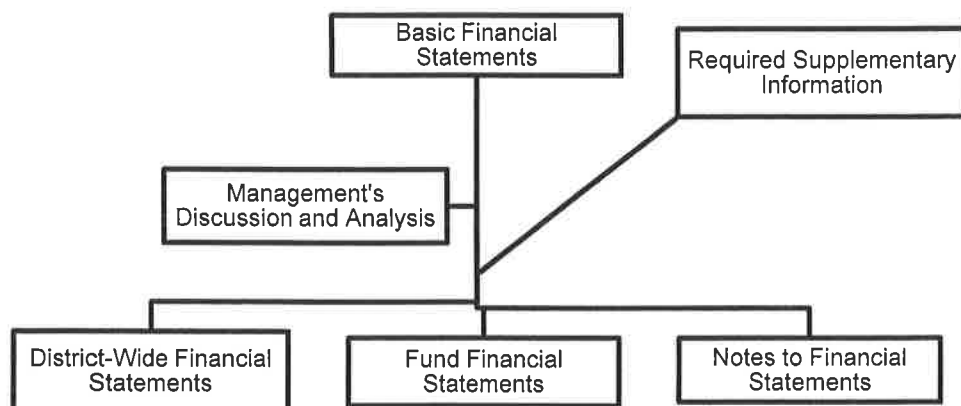 Basic Financial
Statements
Required Supplementary
Information
Management's
Discussion and Analysis
District-Wide Financial
Statements
Fund Financial
Statements
Notes to Financial
Statements